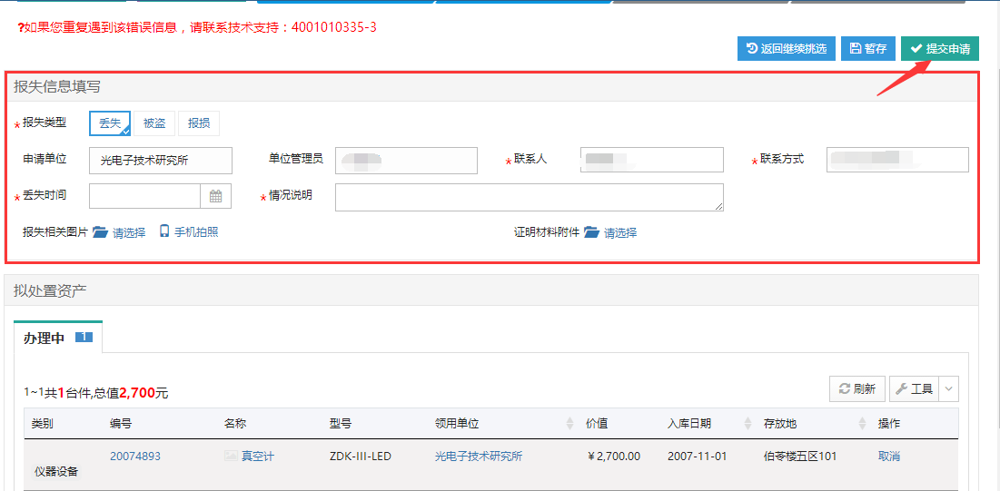 ?如果您重复遇到该错误信息，请联系技术支持：4001010335-3
返回继续挑选 暂存 提交申请
报失信息填写
*报失类型 丢失 被盗 报损
申请单位 光电子技术研究所 单位管理员 *联系人 *联系方式
*丢失时间 *情况说明
报失相关图片 请选择 手机拍照 证明材料附件 请选择
拟处置资产
办理中 1
1~1共1台件,总值2,700元 刷新 工具
类别 编号 名称 型号 领用单位 价值 入库日期 存放地 操作
仪器设备 20074893 真空计 ZDK-III-LED 光电子技术研究所 ￥2,700.00 2007-11-01 伯苓楼五区101 取消